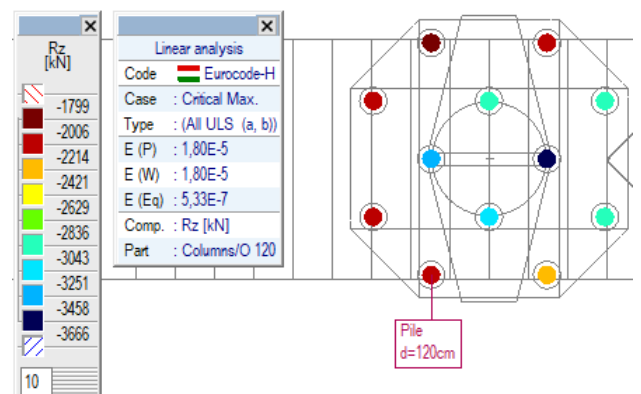 Rz
[kN]
-1799
-2006
-2214
-2421
-2629
-2836
-3043
-3251
-3458
-3666
10
Linear analysis
Code Eurocode-H
Case : Critical Max.
Type : (All ULS (a, b))
E (P) : 1,80E-5
E (W) : 1,80E-5
E (Eq) : 5,33E-7
Comp. : Rz [kN]
Part : Columns/O 120
Pile
d=120cm